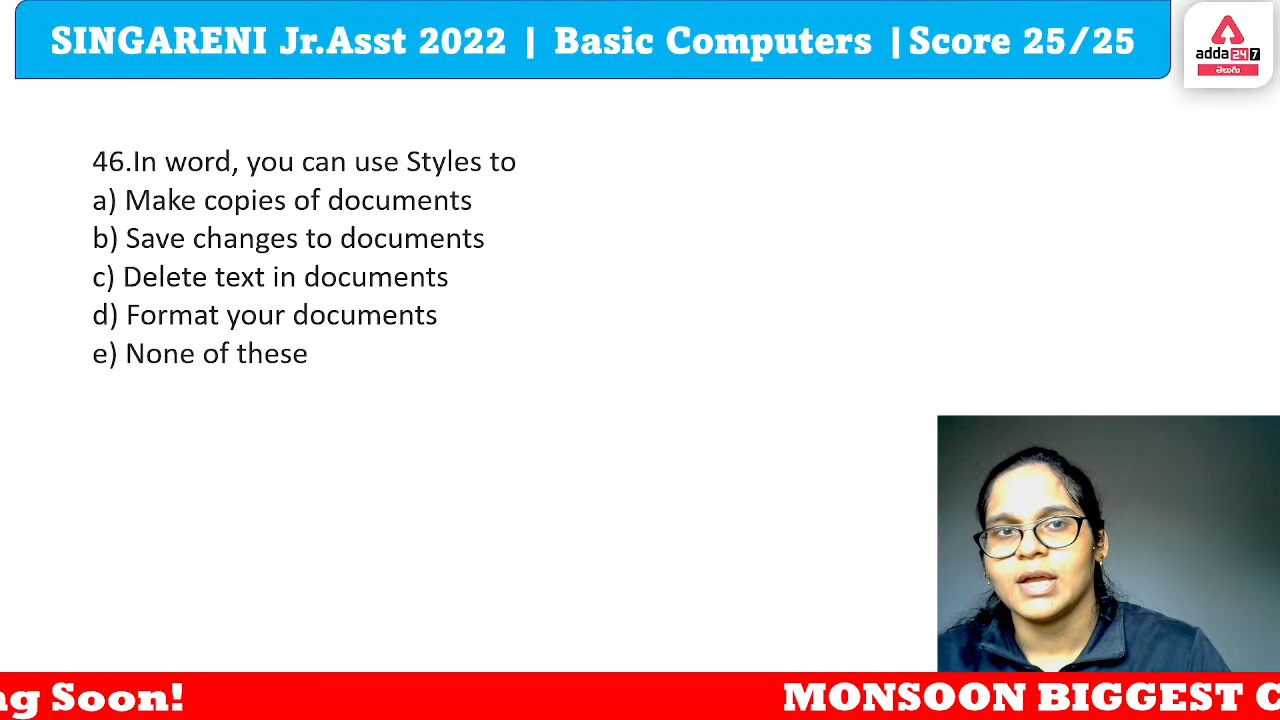 SINGARENI Jr.Asst 2022 | Basic Computers |Score 25/25
adda 24 7
తెలుగు
46.In word, you can use Styles to
a) Make copies of documents
b) Save changes to documents
c) Delete text in documents
d) Format your documents
e) None of these
Soon! MONSOON BIGGEST